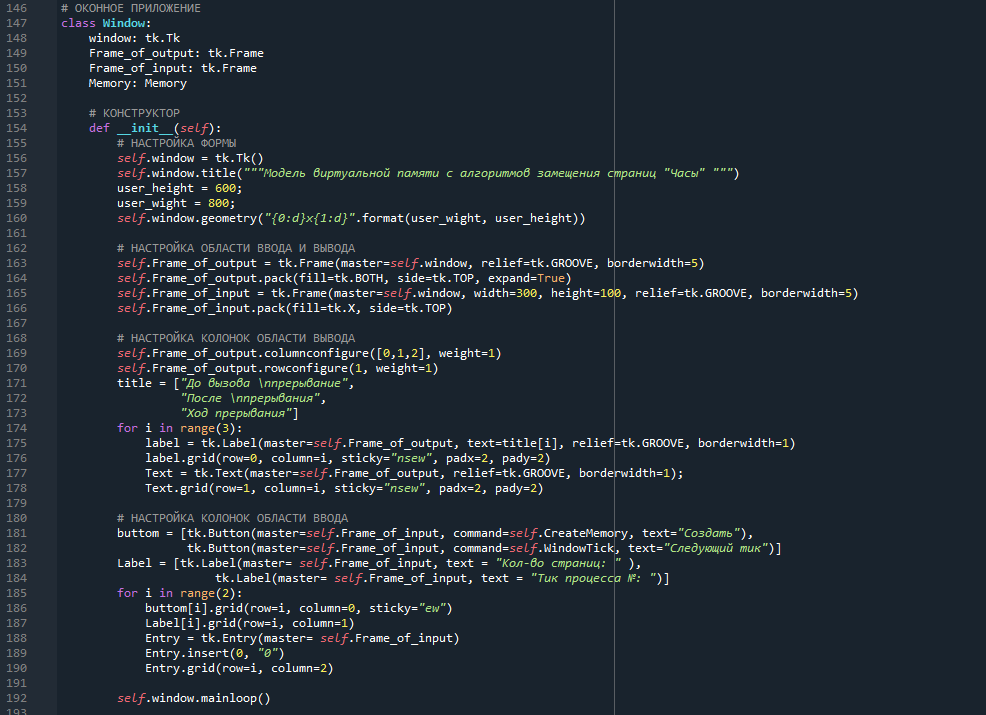 146 # ОКОННОЕ ПРИЛОЖЕНИЕ
147 class Window:
148     window: tk.Tk
149     Frame_of_output: tk.Frame
150     Frame_of_input: tk.Frame
151     Memory: Memory
152
153     # КОНСТРУКТОР
154     def __init__(self):
155         # НАСТРОЙКА ФОРМЫ
156         self.window = tk.Tk()
157         self.window.title("""Модель виртуальной памяти с алгоритмов замещения страниц "Часы" """)
158         user_height = 600;
159         user_wight = 800;
160         self.window.geometry("{0:d}x{1:d}".format(user_wight, user_height))
161
162         # НАСТРОЙКА ОБЛАСТИ ВВОДА И ВЫВОДА
163         self.Frame_of_output = tk.Frame(master=self.window, relief=tk.GROOVE, borderwidth=5)
164         self.Frame_of_output.pack(fill=tk.BOTH, side=tk.TOP, expand=True)
165         self.Frame_of_input = tk.Frame(master=self.window, width=300, height=100, relief=tk.GROOVE, borderwidth=5)
166         self.Frame_of_input.pack(fill=tk.X, side=tk.TOP)
167
168         # НАСТРОЙКА КОЛОНОК ОБЛАСТИ ВЫВОДА
169         self.Frame_of_output.columnconfigure([0,1,2], weight=1)
170         self.Frame_of_output.rowconfigure(1, weight=1)
171         title = ["До вызова \nпрерывание",
172                  "После \nпрерывания",
173                  "Ход прерывания"]
174         for i in range(3):
175             label = tk.Label(master=self.Frame_of_output, text=title[i], relief=tk.GROOVE, borderwidth=1)
176             label.grid(row=0, column=i, sticky="nsew", padx=2, pady=2)
177             Text = tk.Text(master=self.Frame_of_output, relief=tk.GROOVE, borderwidth=1);
178             Text.grid(row=1, column=i, sticky="nsew", padx=2, pady=2)
179
180         # НАСТРОЙКА КОЛОНОК ОБЛАСТИ ВВОДА
181         buttom = [tk.Button(master=self.Frame_of_input, command=self.CreateMemory, text="Создать"),
182                   tk.Button(master=self.Frame_of_input, command=self.WindowTick, text="Следующий тик")]
183         Label = [tk.Label(master= self.Frame_of_input, text = "Кол-во страниц: " ),
184                       tk.Label(master= self.Frame_of_input, text = "Тик процесса №: ")]
185         for i in range(2):
186             buttom[i].grid(row=i, column=0, sticky="ew")
187             Label[i].grid(row=i, column=1)
188             Entry = tk.Entry(master= self.Frame_of_input)
189             Entry.insert(0, "0")
190             Entry.grid(row=i, column=2)
191
192         self.window.mainloop()
193